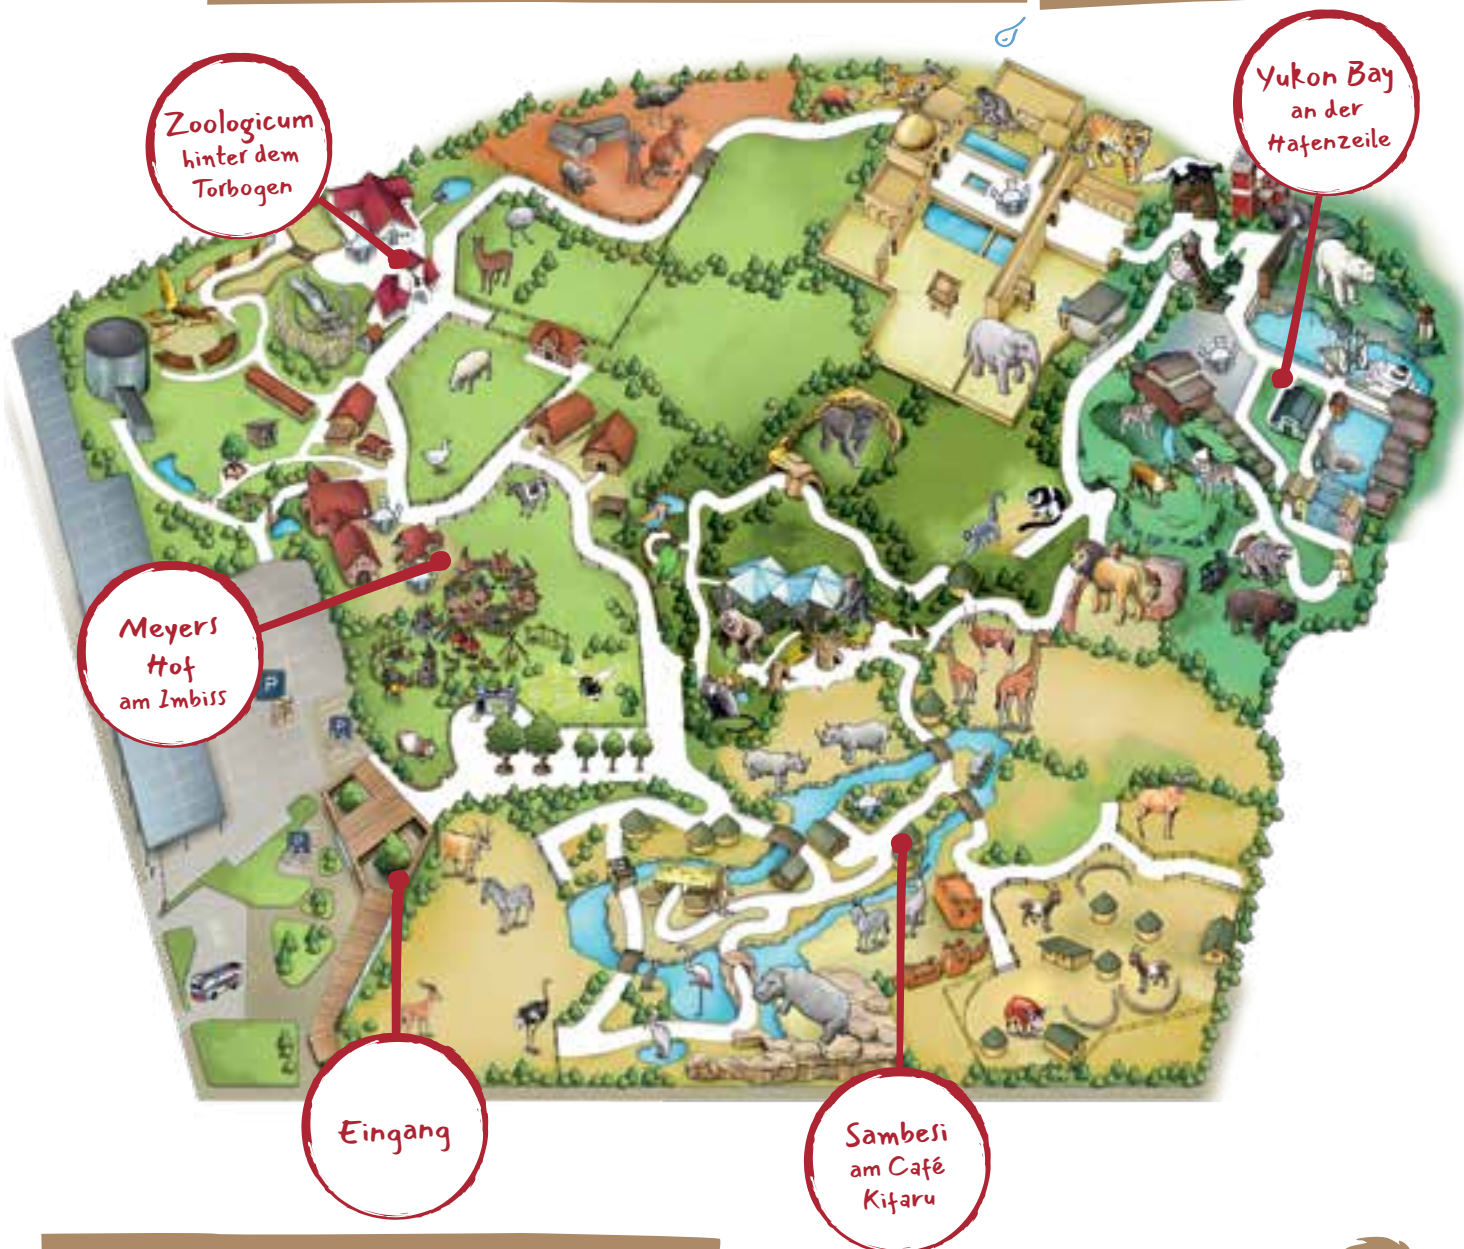 Zoologicum
hinter dem
Torbogen
Yukon Bay
an der
Hafenzeile
Meyers
Hof
am Imbiss
P
P
P
Eingang
Sambesi
am Café
Kifaru